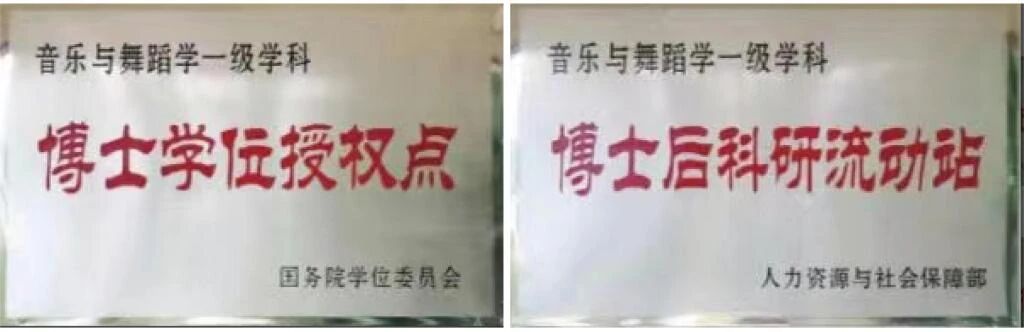 音乐与舞蹈学一级学科
博士学位授权点
国务院学位委员会
音乐与舞蹈学一级学科
博士后科研流动站
人力资源与社会保障部